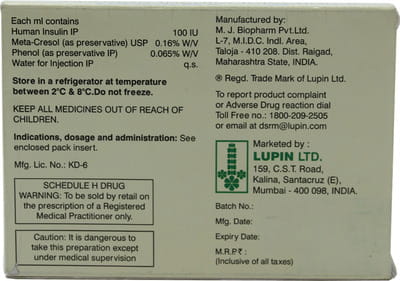 Each ml contains
Human Insulin IP 100 IU
Meta-Cresol (as preservative) USP 0.16% W/V
Phenol (as preservative) IP 0.065% W/V
Water for Injection IP q.s.
Store in a refrigerator at temperature
between 2°C & 8°C.Do not freeze.
KEEP ALL MEDICINES OUT OF REACH OF
CHILDREN.
Indications, dosage and administration: See
enclosed pack insert.
Mfg. Lic. No.: KD-6
SCHEDULE H DRUG
WARNING: To be sold by retail on
the prescription of a Registered
Medical Practitioner only.
Caution: It is dangerous to
take this preparation except
under medical supervision
Manufactured by:
M. J. Biopharm Pvt.Ltd.
L-7, M.I.D.C. Indl. Area,
Taloja - 410 208. Dist. Raigad,
Maharashtra State, INDIA.
® Regd. Trade Mark of Lupin Ltd.
To report product complaint
or Adverse Drug reaction dial
Toll Free no.: 1800-209-2505
or email at dsrm@lupin.com
Marketed by :
LUPIN LTD.
159, C.S.T. Road,
Kalina, Santacruz (E),
Mumbai - 400 098, INDIA.
Batch No.:
Mfg. Date:
Expiry Date:
M.R.P.₹ :
(Inclusive of all taxes)